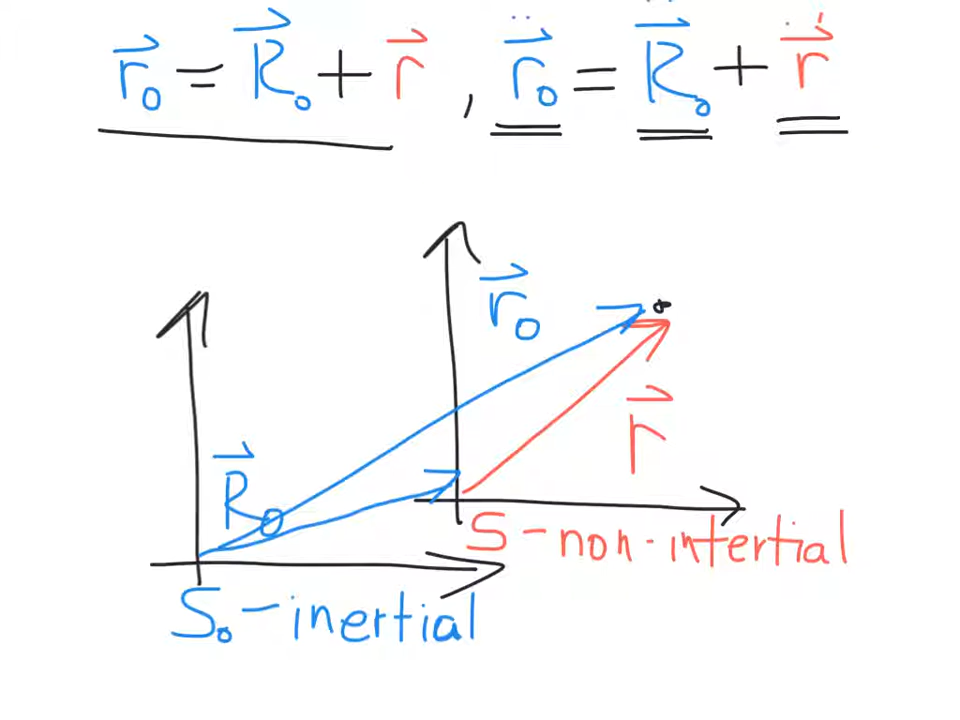 r⃗₀ = R⃗₀ + r⃗ , r̈⃗₀ = R̈⃗₀ + r̈⃗
r⃗₀
r⃗
R⃗₀
S - non-intertial
S₀ - inertial